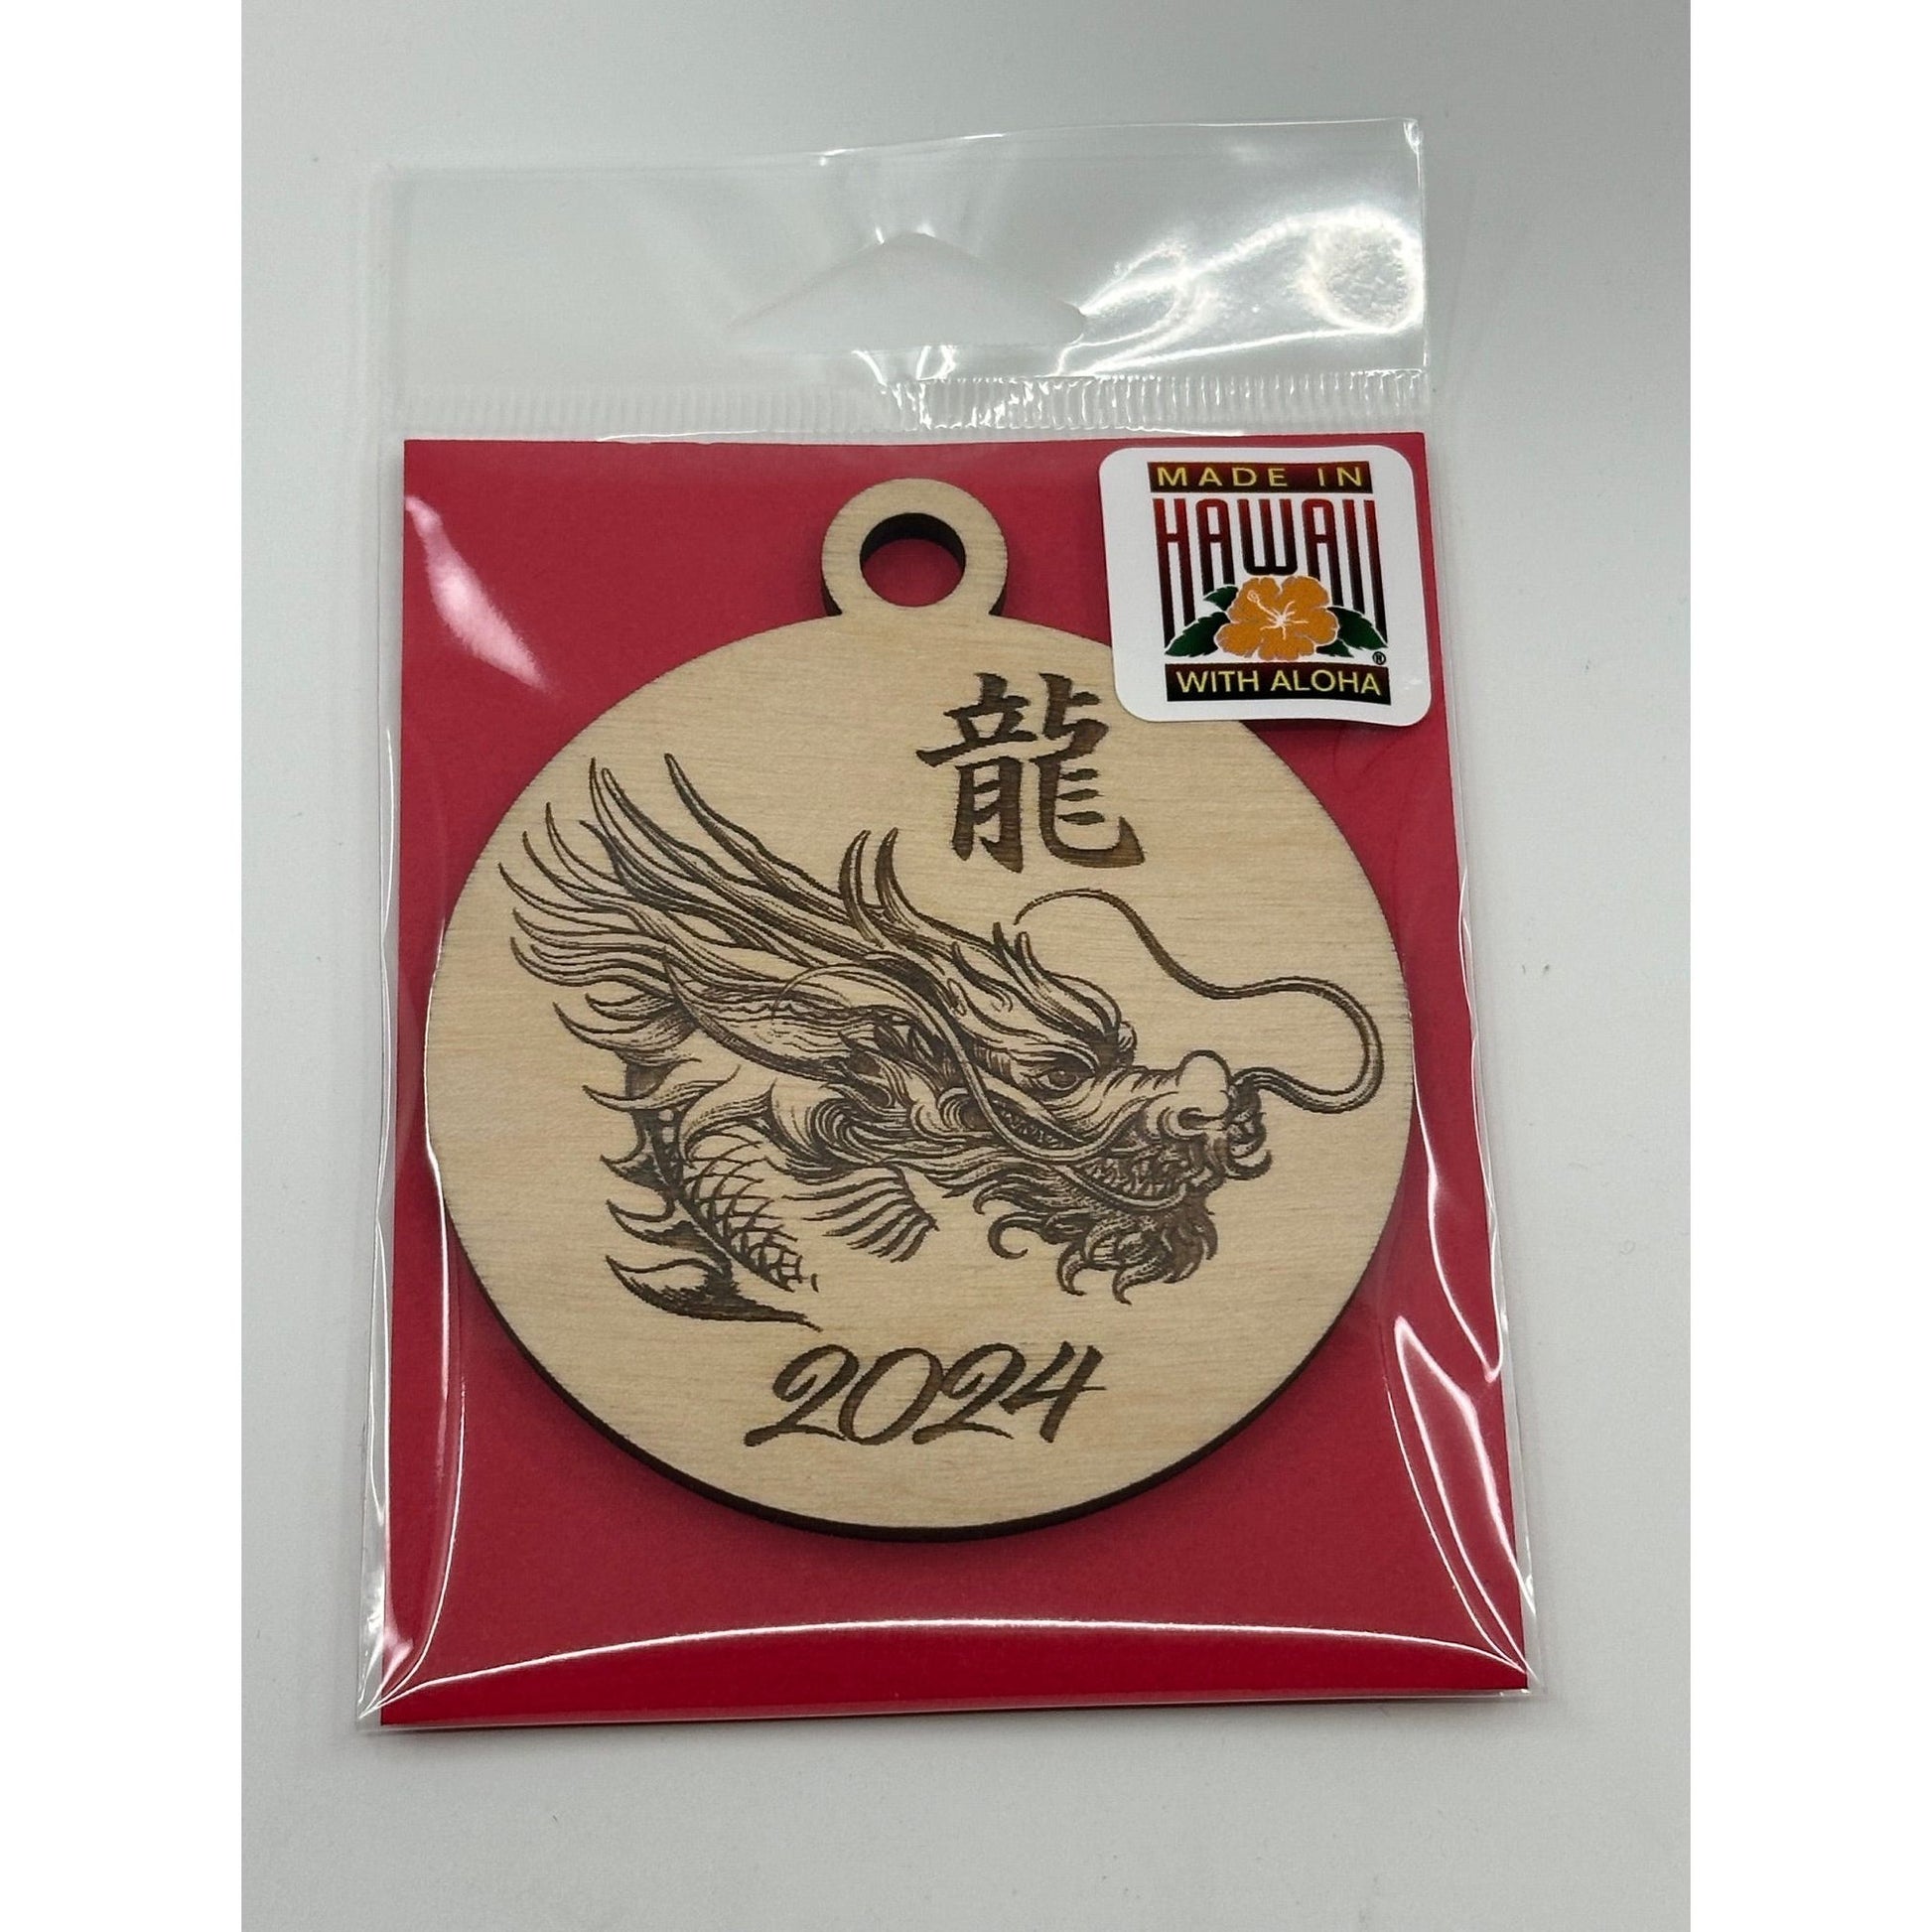 MADE IN
HAWAII
®
WITH ALOHA
龍
2024